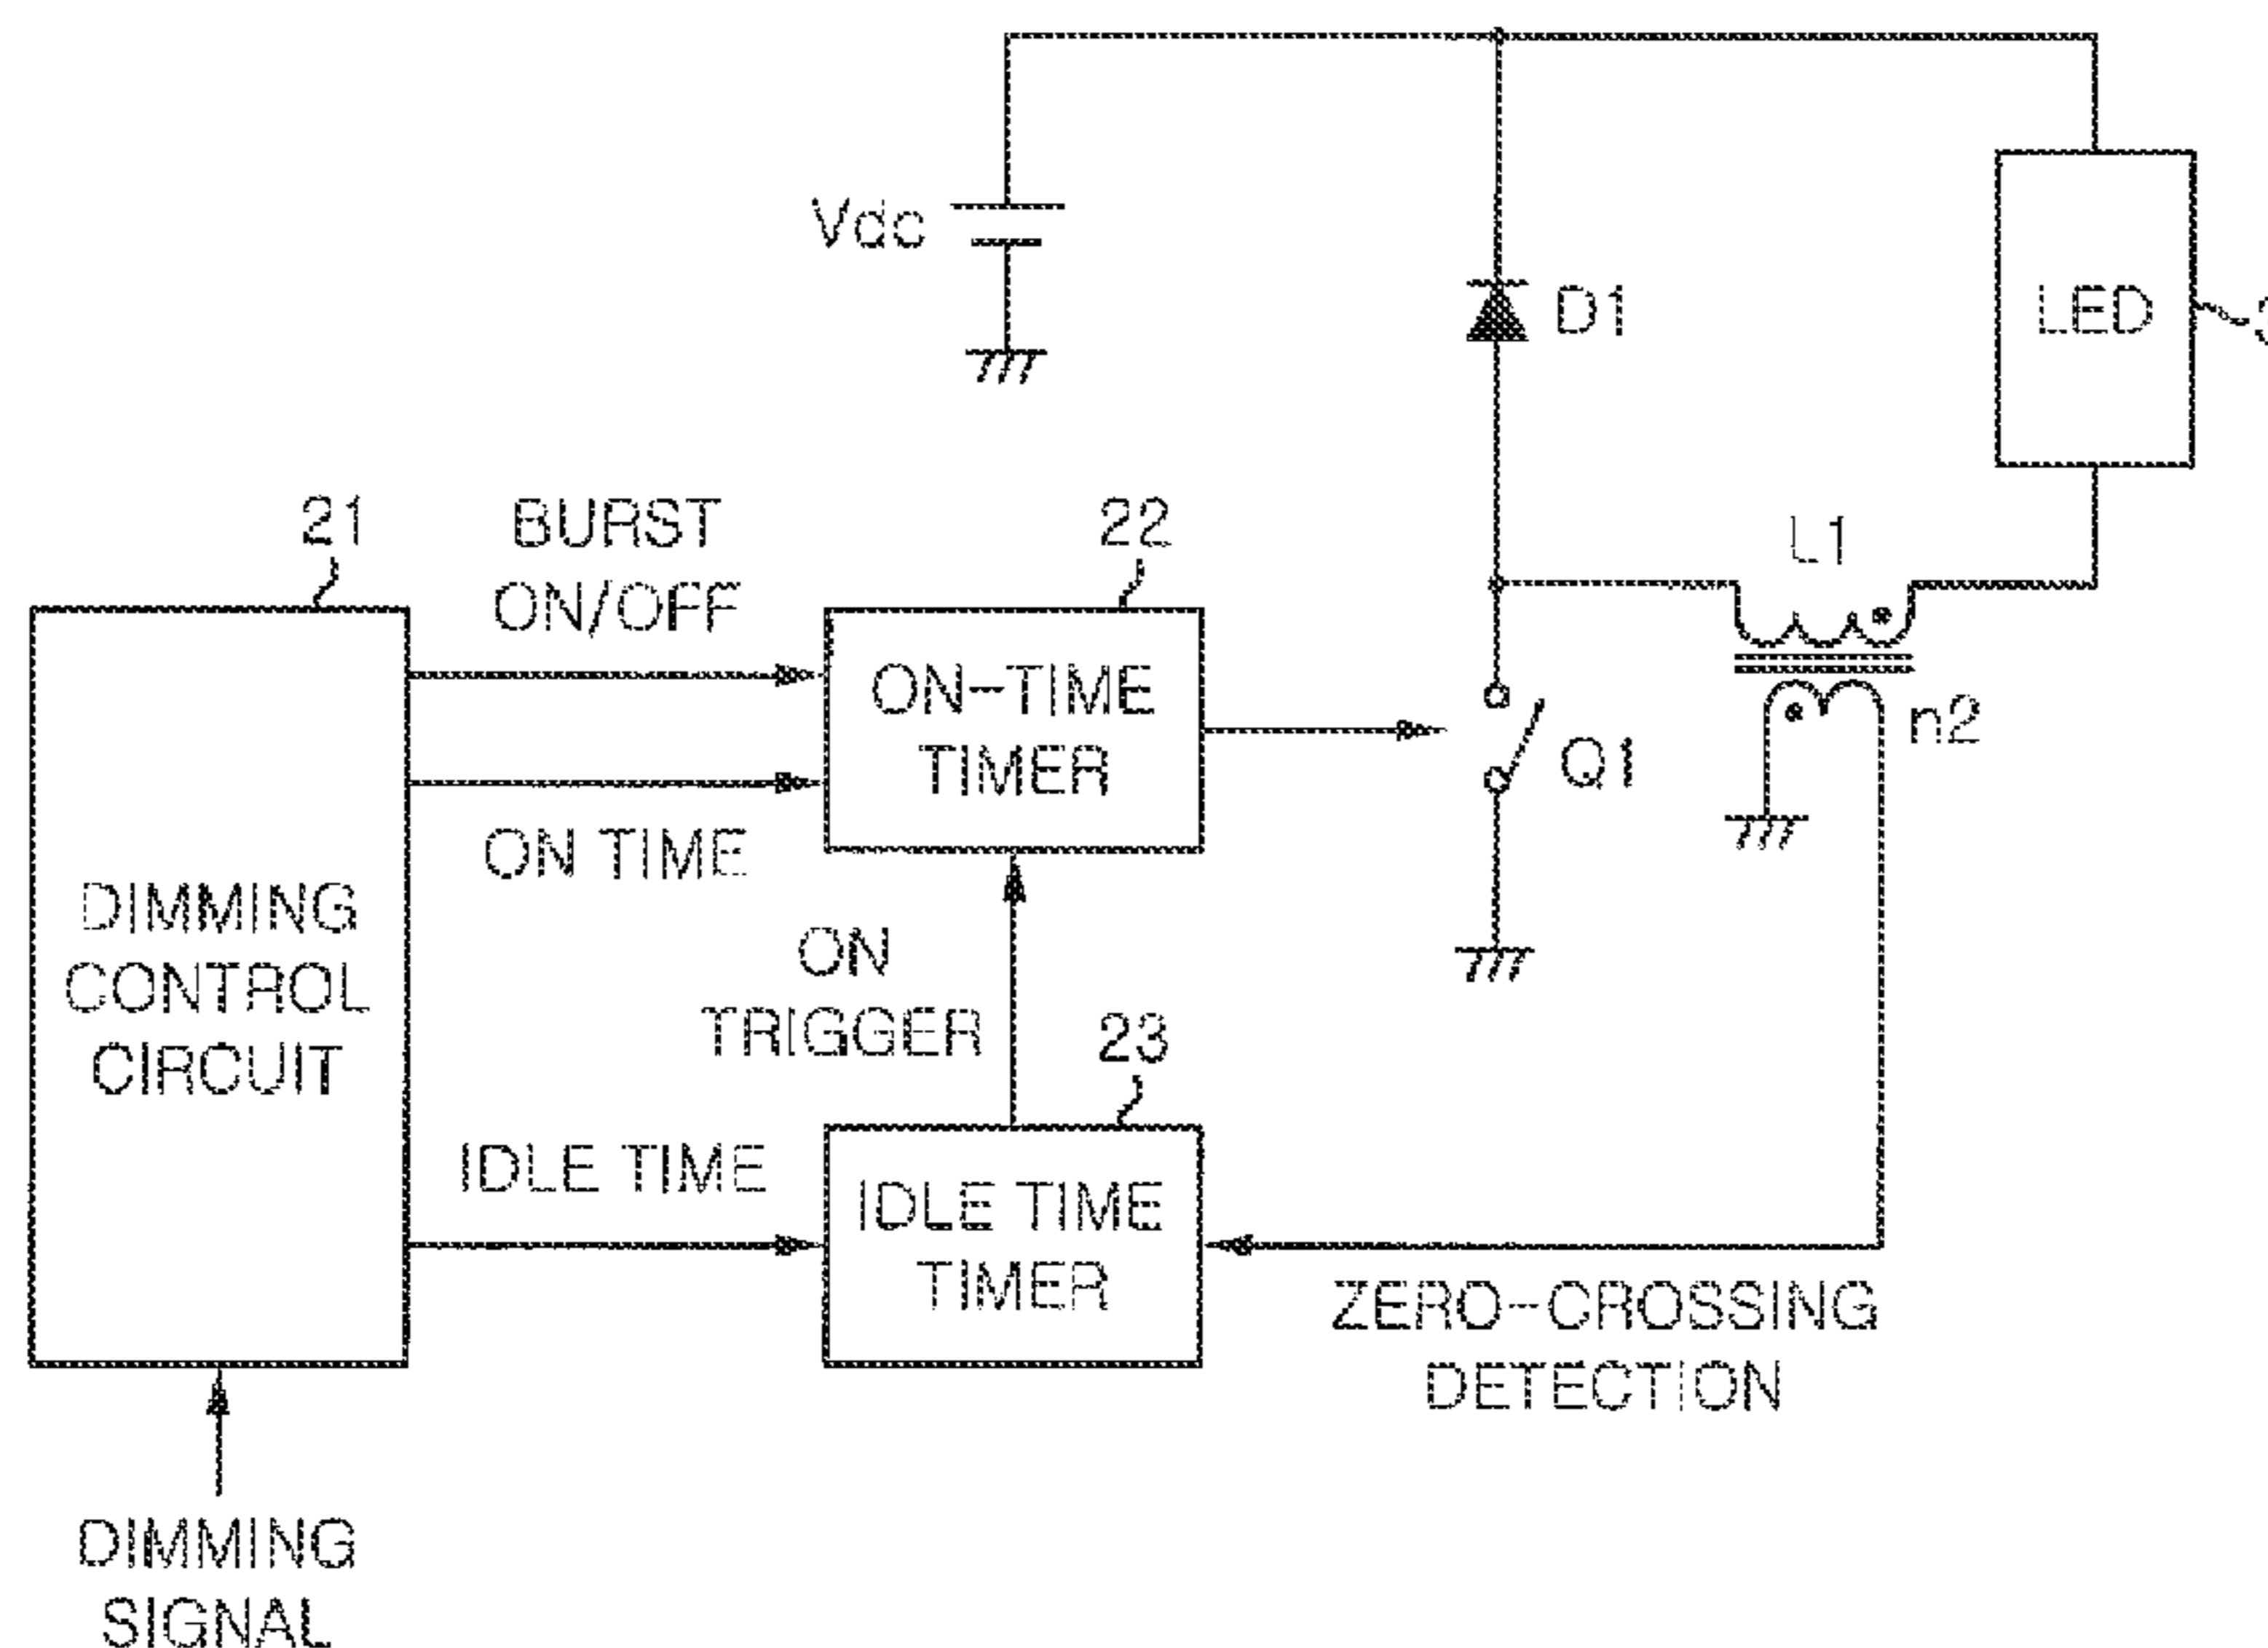 Vdc
D1
LED
21
BURST
ON/OFF
22
L1
ON-TIME
TIMER
n2
Q1
ON TIME
DIMMING
CONTROL
CIRCUIT
ON
TRIGGER
23
IDLE TIME
IDLE TIME
TIMER
ZERO-CROSSING
DETECTION
DIMMING
SIGNAL